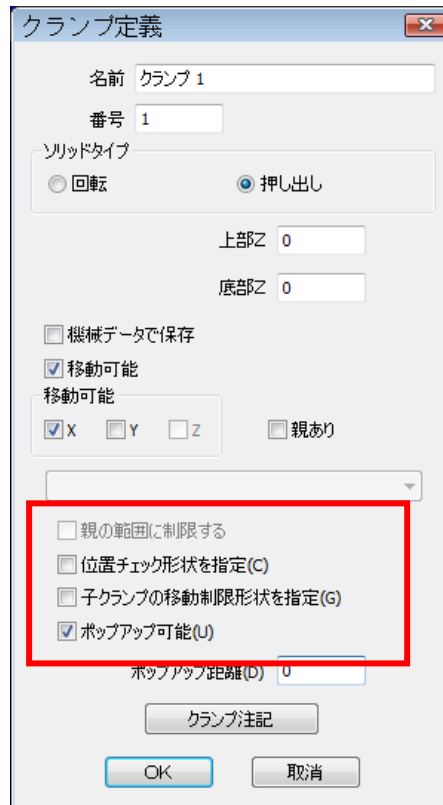 クランプ定義
名前 クランプ 1
番号 1
ソリッドタイプ
回転 押し出し
上部Z 0
底部Z 0
機械データで保存
移動可能
移動可能
X Y Z 親あり
親の範囲に制限する
位置チェック形状を指定(C)
子クランプの移動制限形状を指定(G)
ポップアップ可能(U)
ポップアップ距離(D) 0
クランプ注記
OK 取消